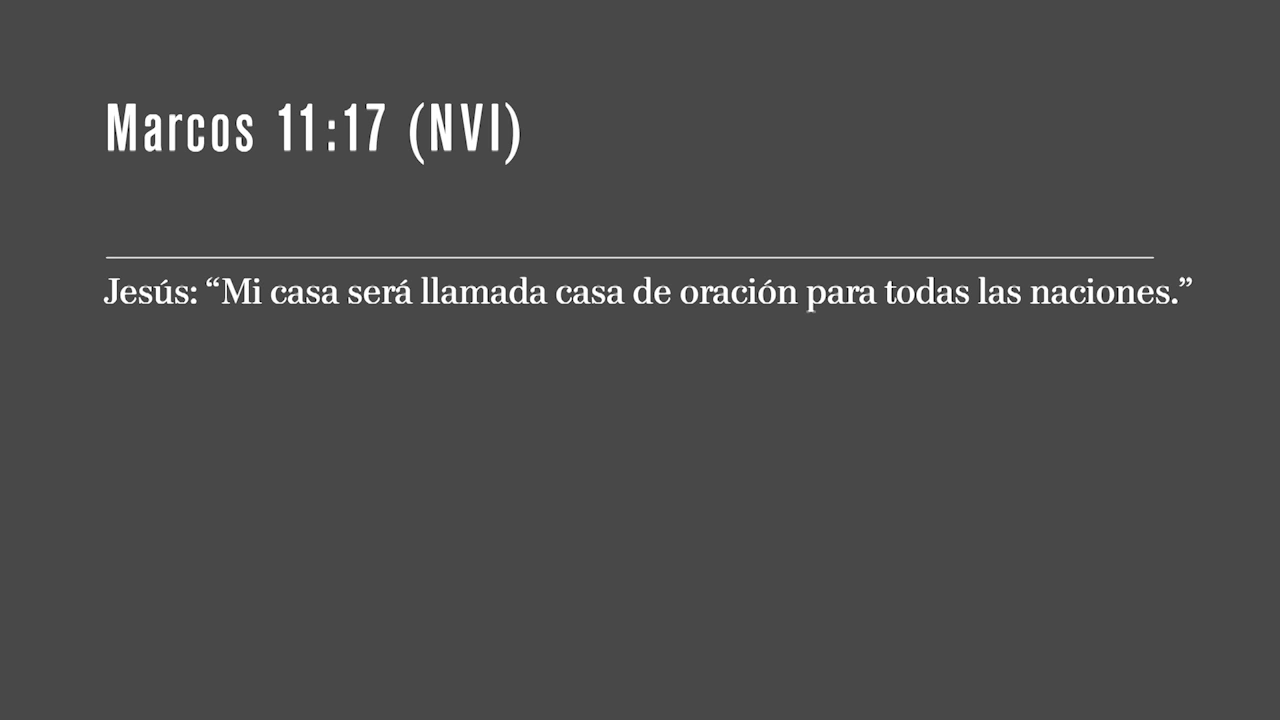 Marcos 11:17 (NVI)
Jesús: “Mi casa será llamada casa de oración para todas las naciones.”